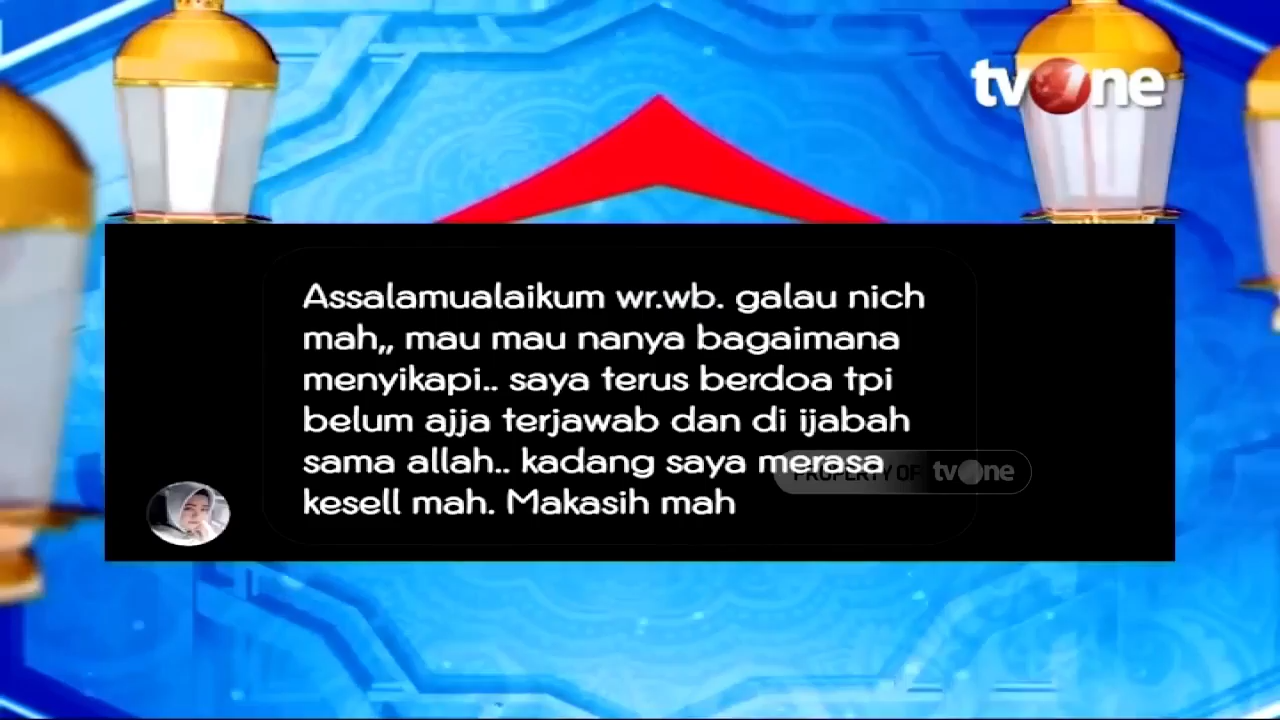 tvOne
Assalamualaikum wr.wb. galau nich
mah,, mau mau nanya bagaimana
menyikapi.. saya terus berdoa tpi
belum ajja terjawab dan di ijabah
sama allah.. kadang saya merasa
kesell mah. Makasih mah
PROPERTY OF tvOne